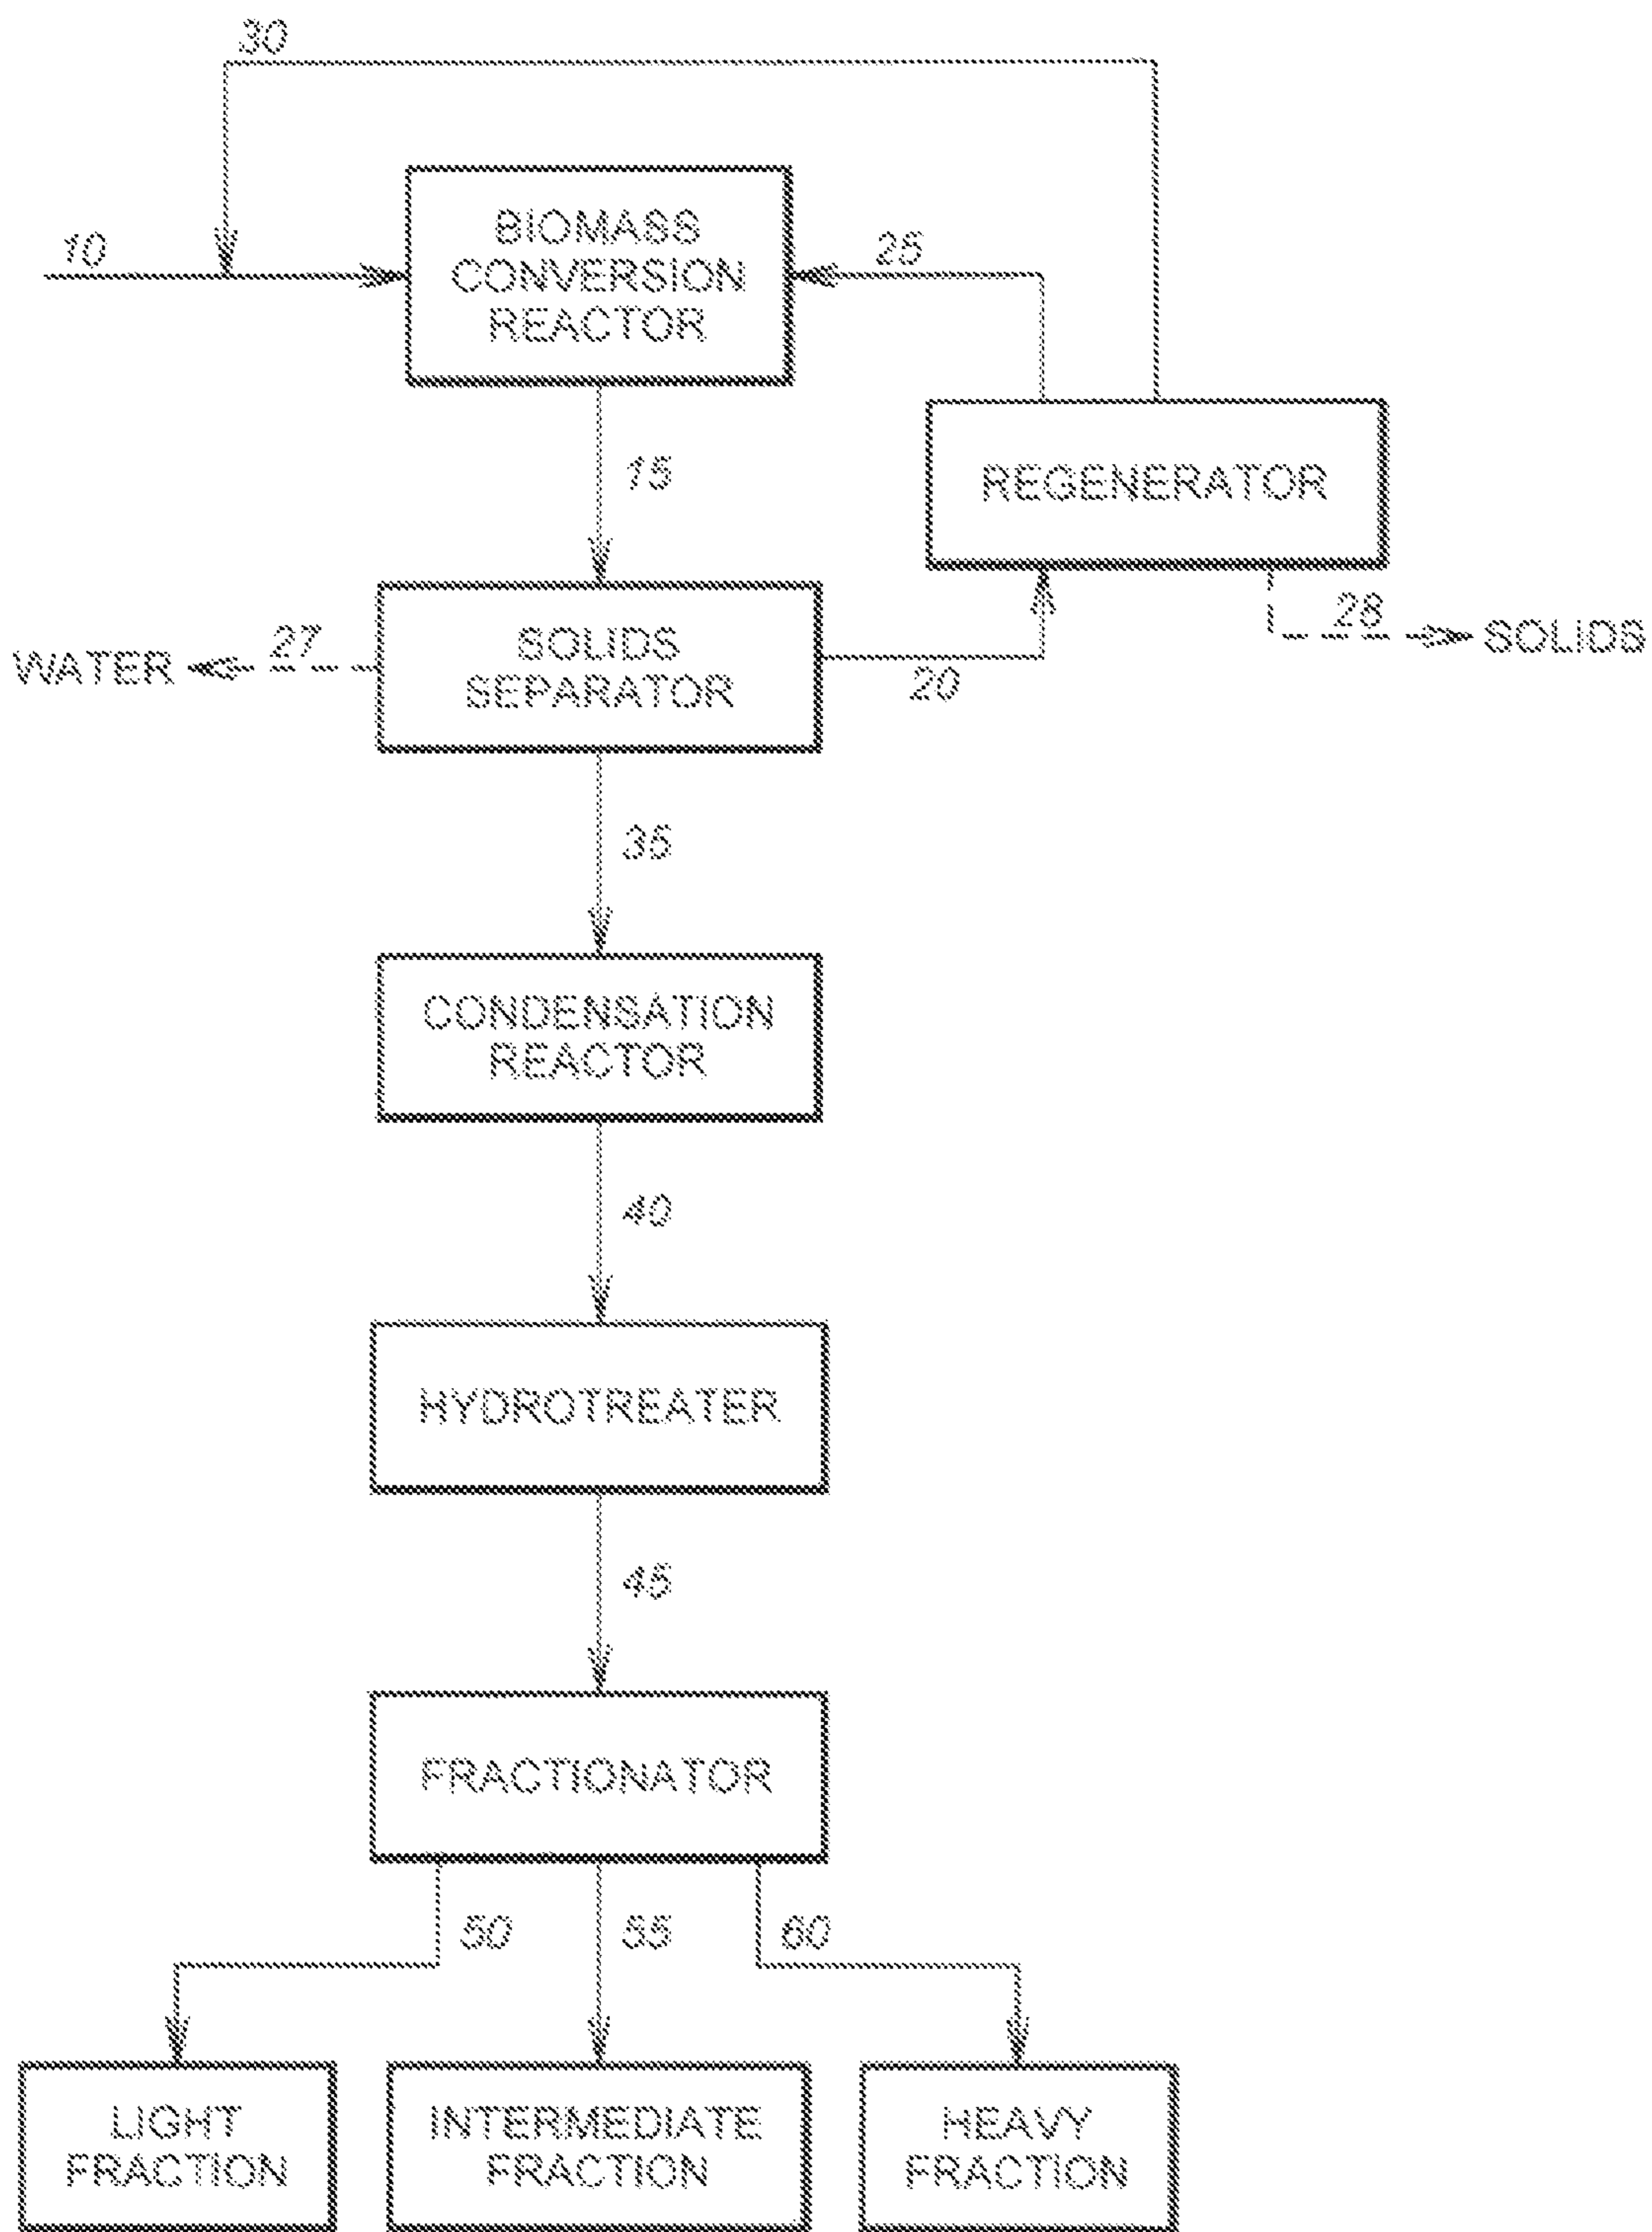 30
10
BIOMASS
CONVERSION
REACTOR
25
15
REGENERATOR
28
SOLIDS
WATER
27
SOLIDS
SEPARATOR
20
35
CONDENSATION
REACTOR
40
HYDROTREATER
45
FRACTIONATOR
50
55
60
LIGHT
FRACTION
INTERMEDIATE
FRACTION
HEAVY
FRACTION